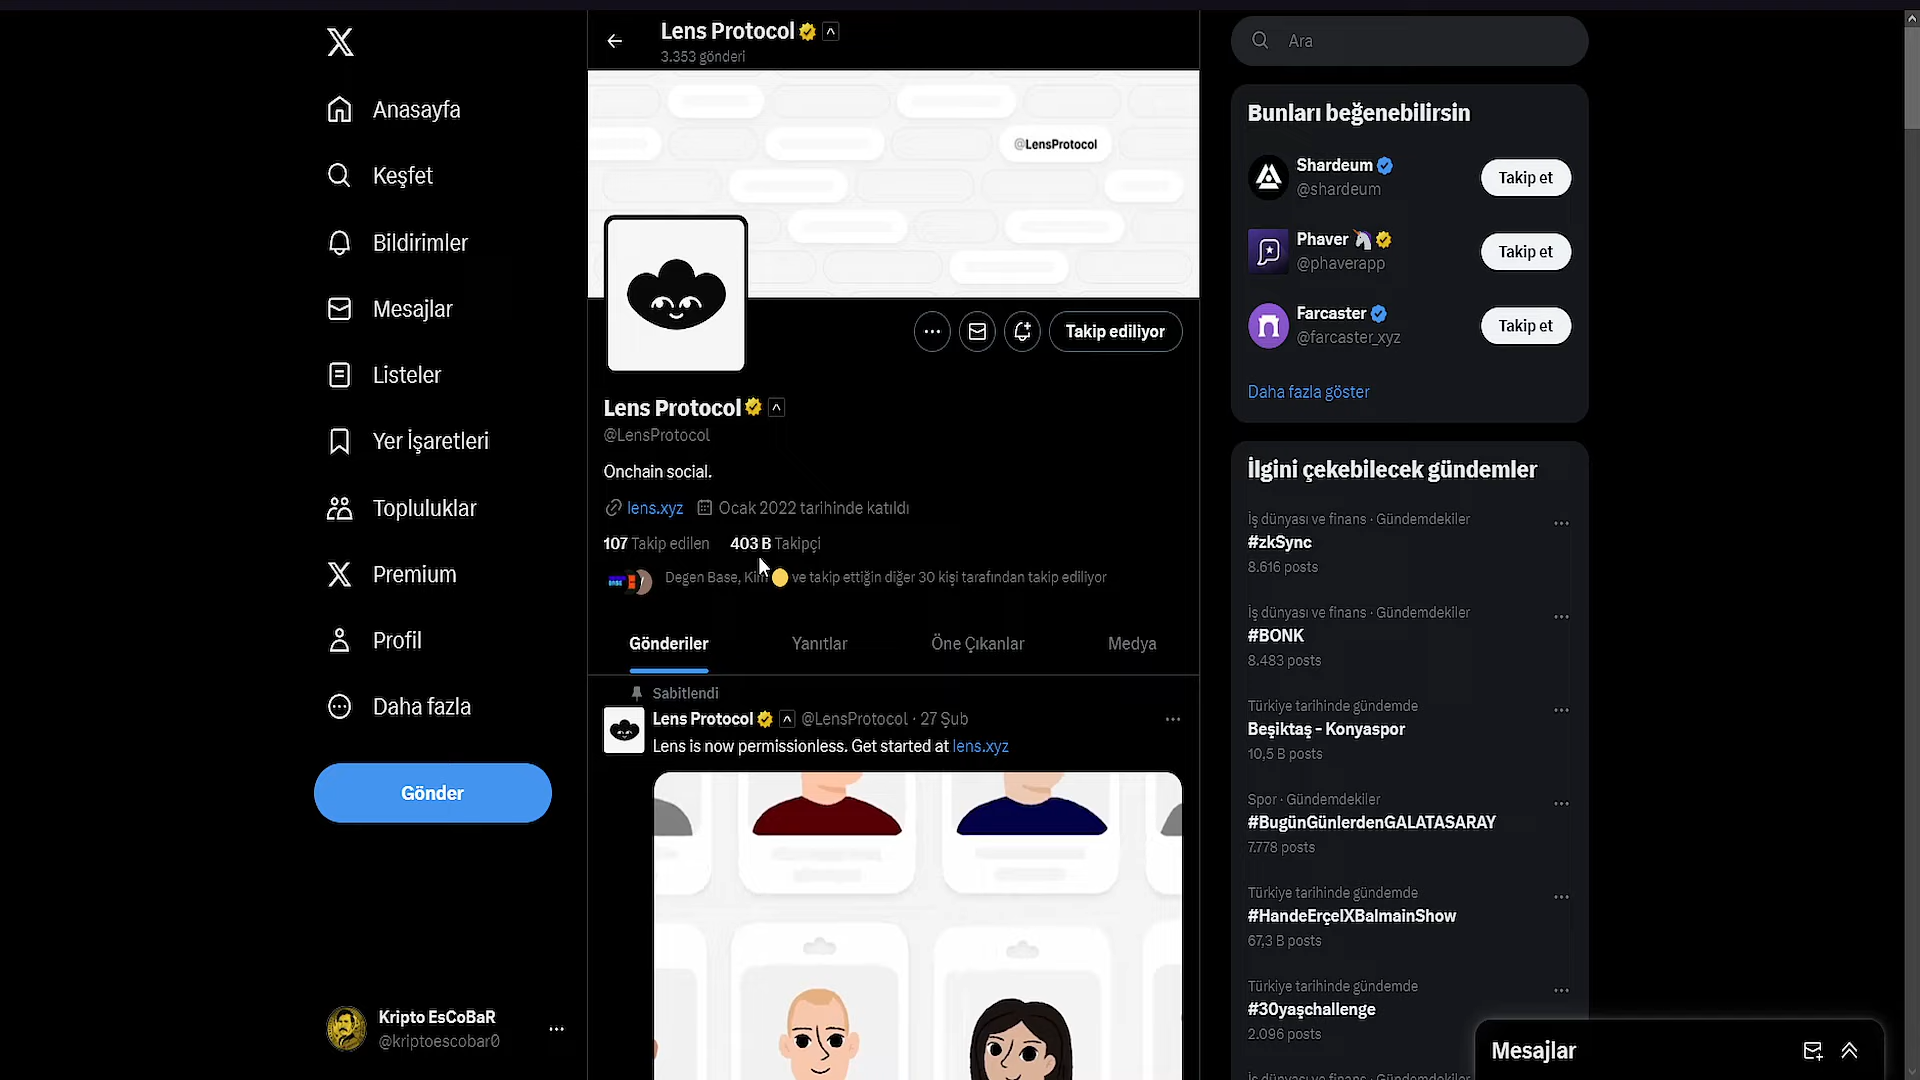 Anasayfa
Keşfet
Bildirimler
Mesajlar
Listeler
Yer İşaretleri
Topluluklar
Premium
Profil
Daha fazla
Gönder
Kripto EsCoBaR
@kriptoescobar0
Lens Protocol
3.353 gönderi
@LensProtocol
Takip ediliyor
Lens Protocol
@LensProtocol
Onchain social.
lens.xyz Ocak 2022 tarihinde katıldı
107 Takip edilen 403 B Takipçi
Degen Base, Kim ve takip ettiğin diğer 30 kişi tarafından takip ediliyor
Gönderiler Yanıtlar Öne Çıkanlar Medya
Sabitlendi
Lens Protocol @LensProtocol · 27 Şub
Lens is now permissionless. Get started at lens.xyz
Ara
Bunları beğenebilirsin
Shardeum
@shardeum
Takip et
Phaver
@phaverapp
Takip et
Farcaster
@farcaster_xyz
Takip et
Daha fazla göster
İlgini çekebilecek gündemler
İş dünyası ve finans · Gündemdekiler
#zkSync
8.616 posts
İş dünyası ve finans · Gündemdekiler
#BONK
8.483 posts
Türkiye tarihinde gündemde
Beşiktaş - Konyaspor
10,5 B posts
Spor · Gündemdekiler
#BugünGünlerdenGALATASARAY
7.778 posts
Türkiye tarihinde gündemde
#HandeErçelXBalmainShow
67,3 B posts
Türkiye tarihinde gündemde
#30yaşchallenge
2.096 posts
İş dünyası ve finans · Gündemdekiler
Mesajlar